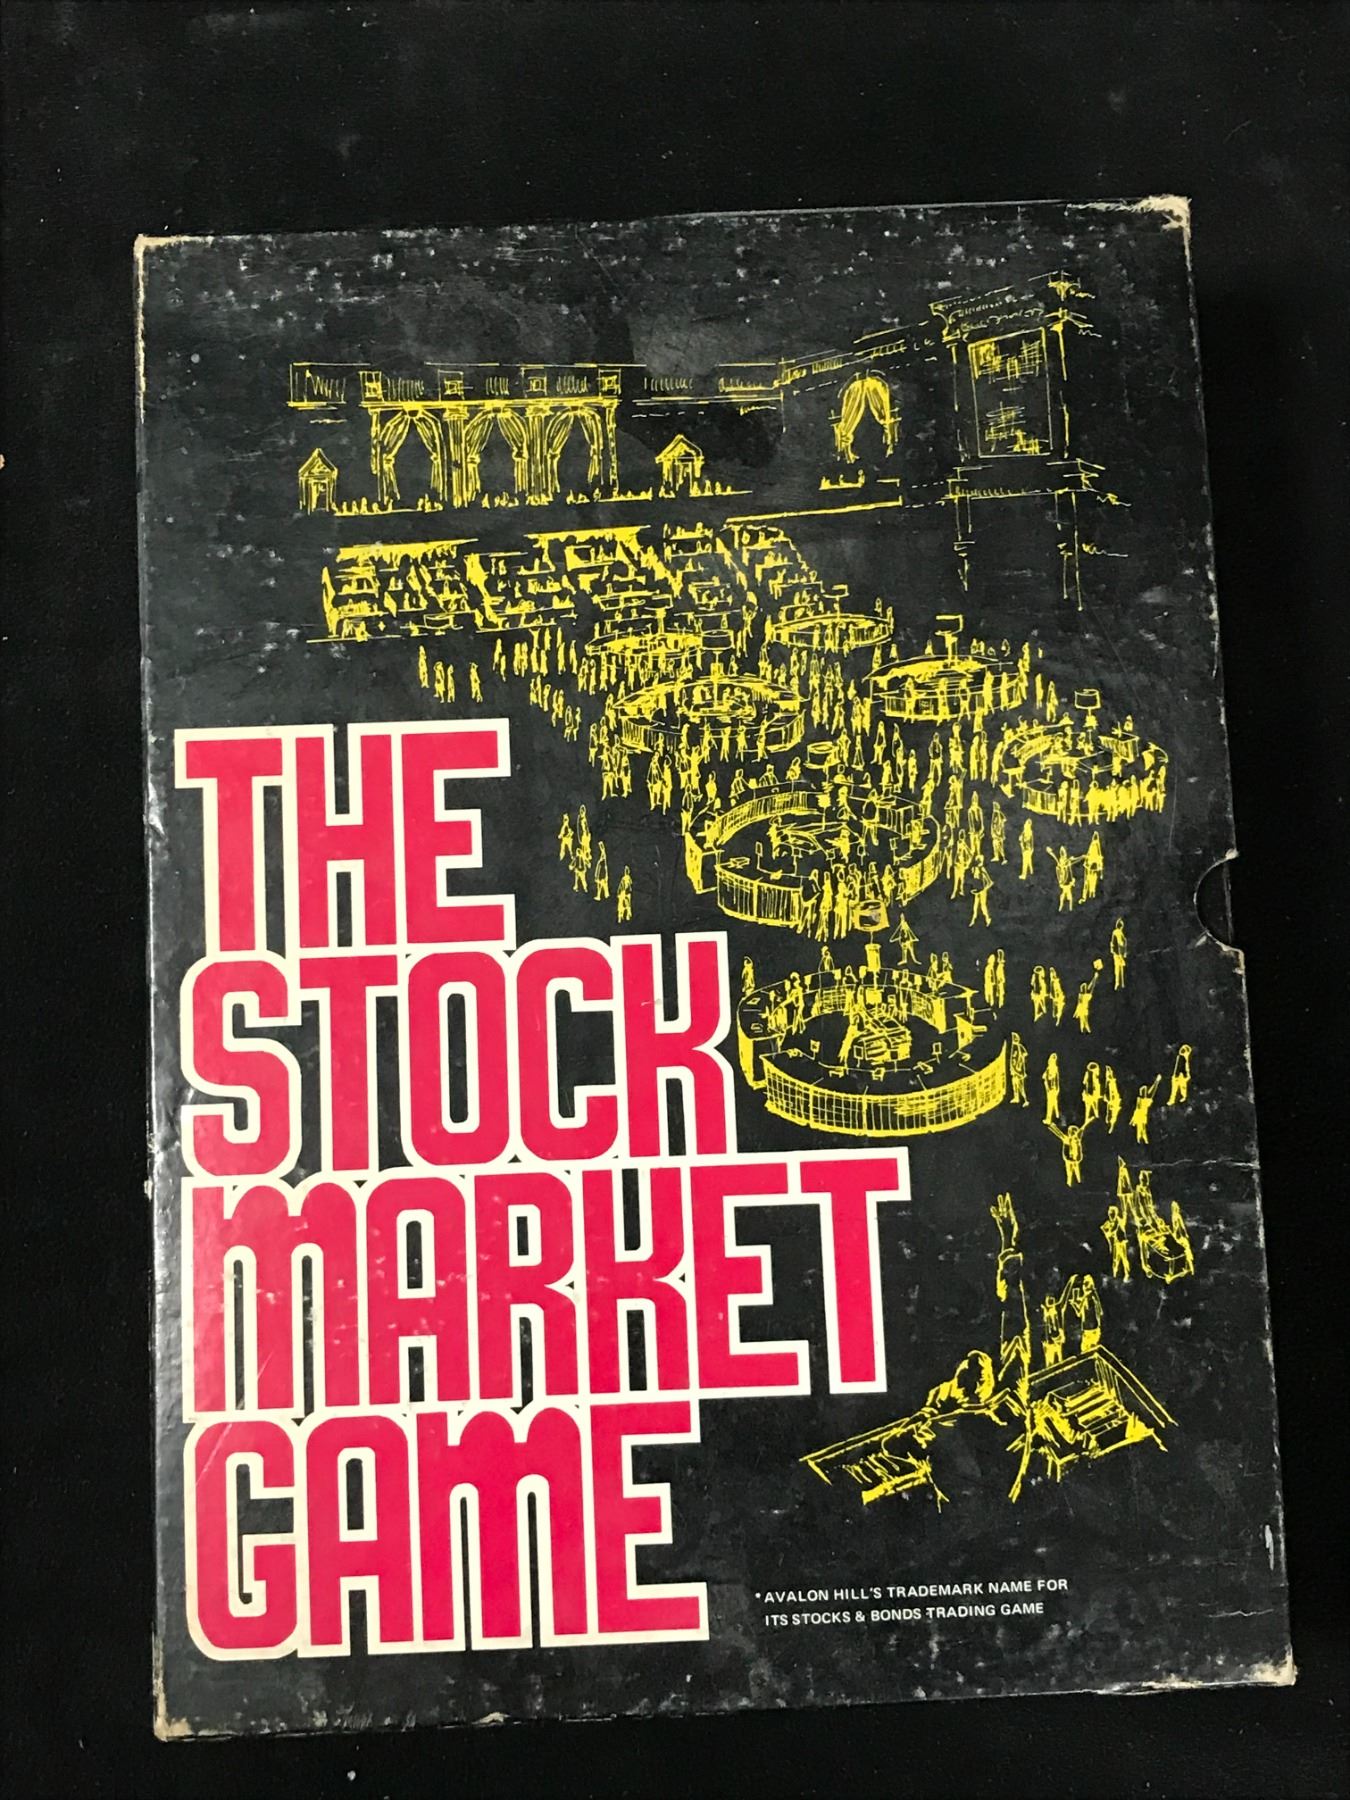 THE
STOCK
MARKET
GAME
*AVALON HILL'S TRADEMARK NAME FOR
ITS STOCKS & BONDS TRADING GAME